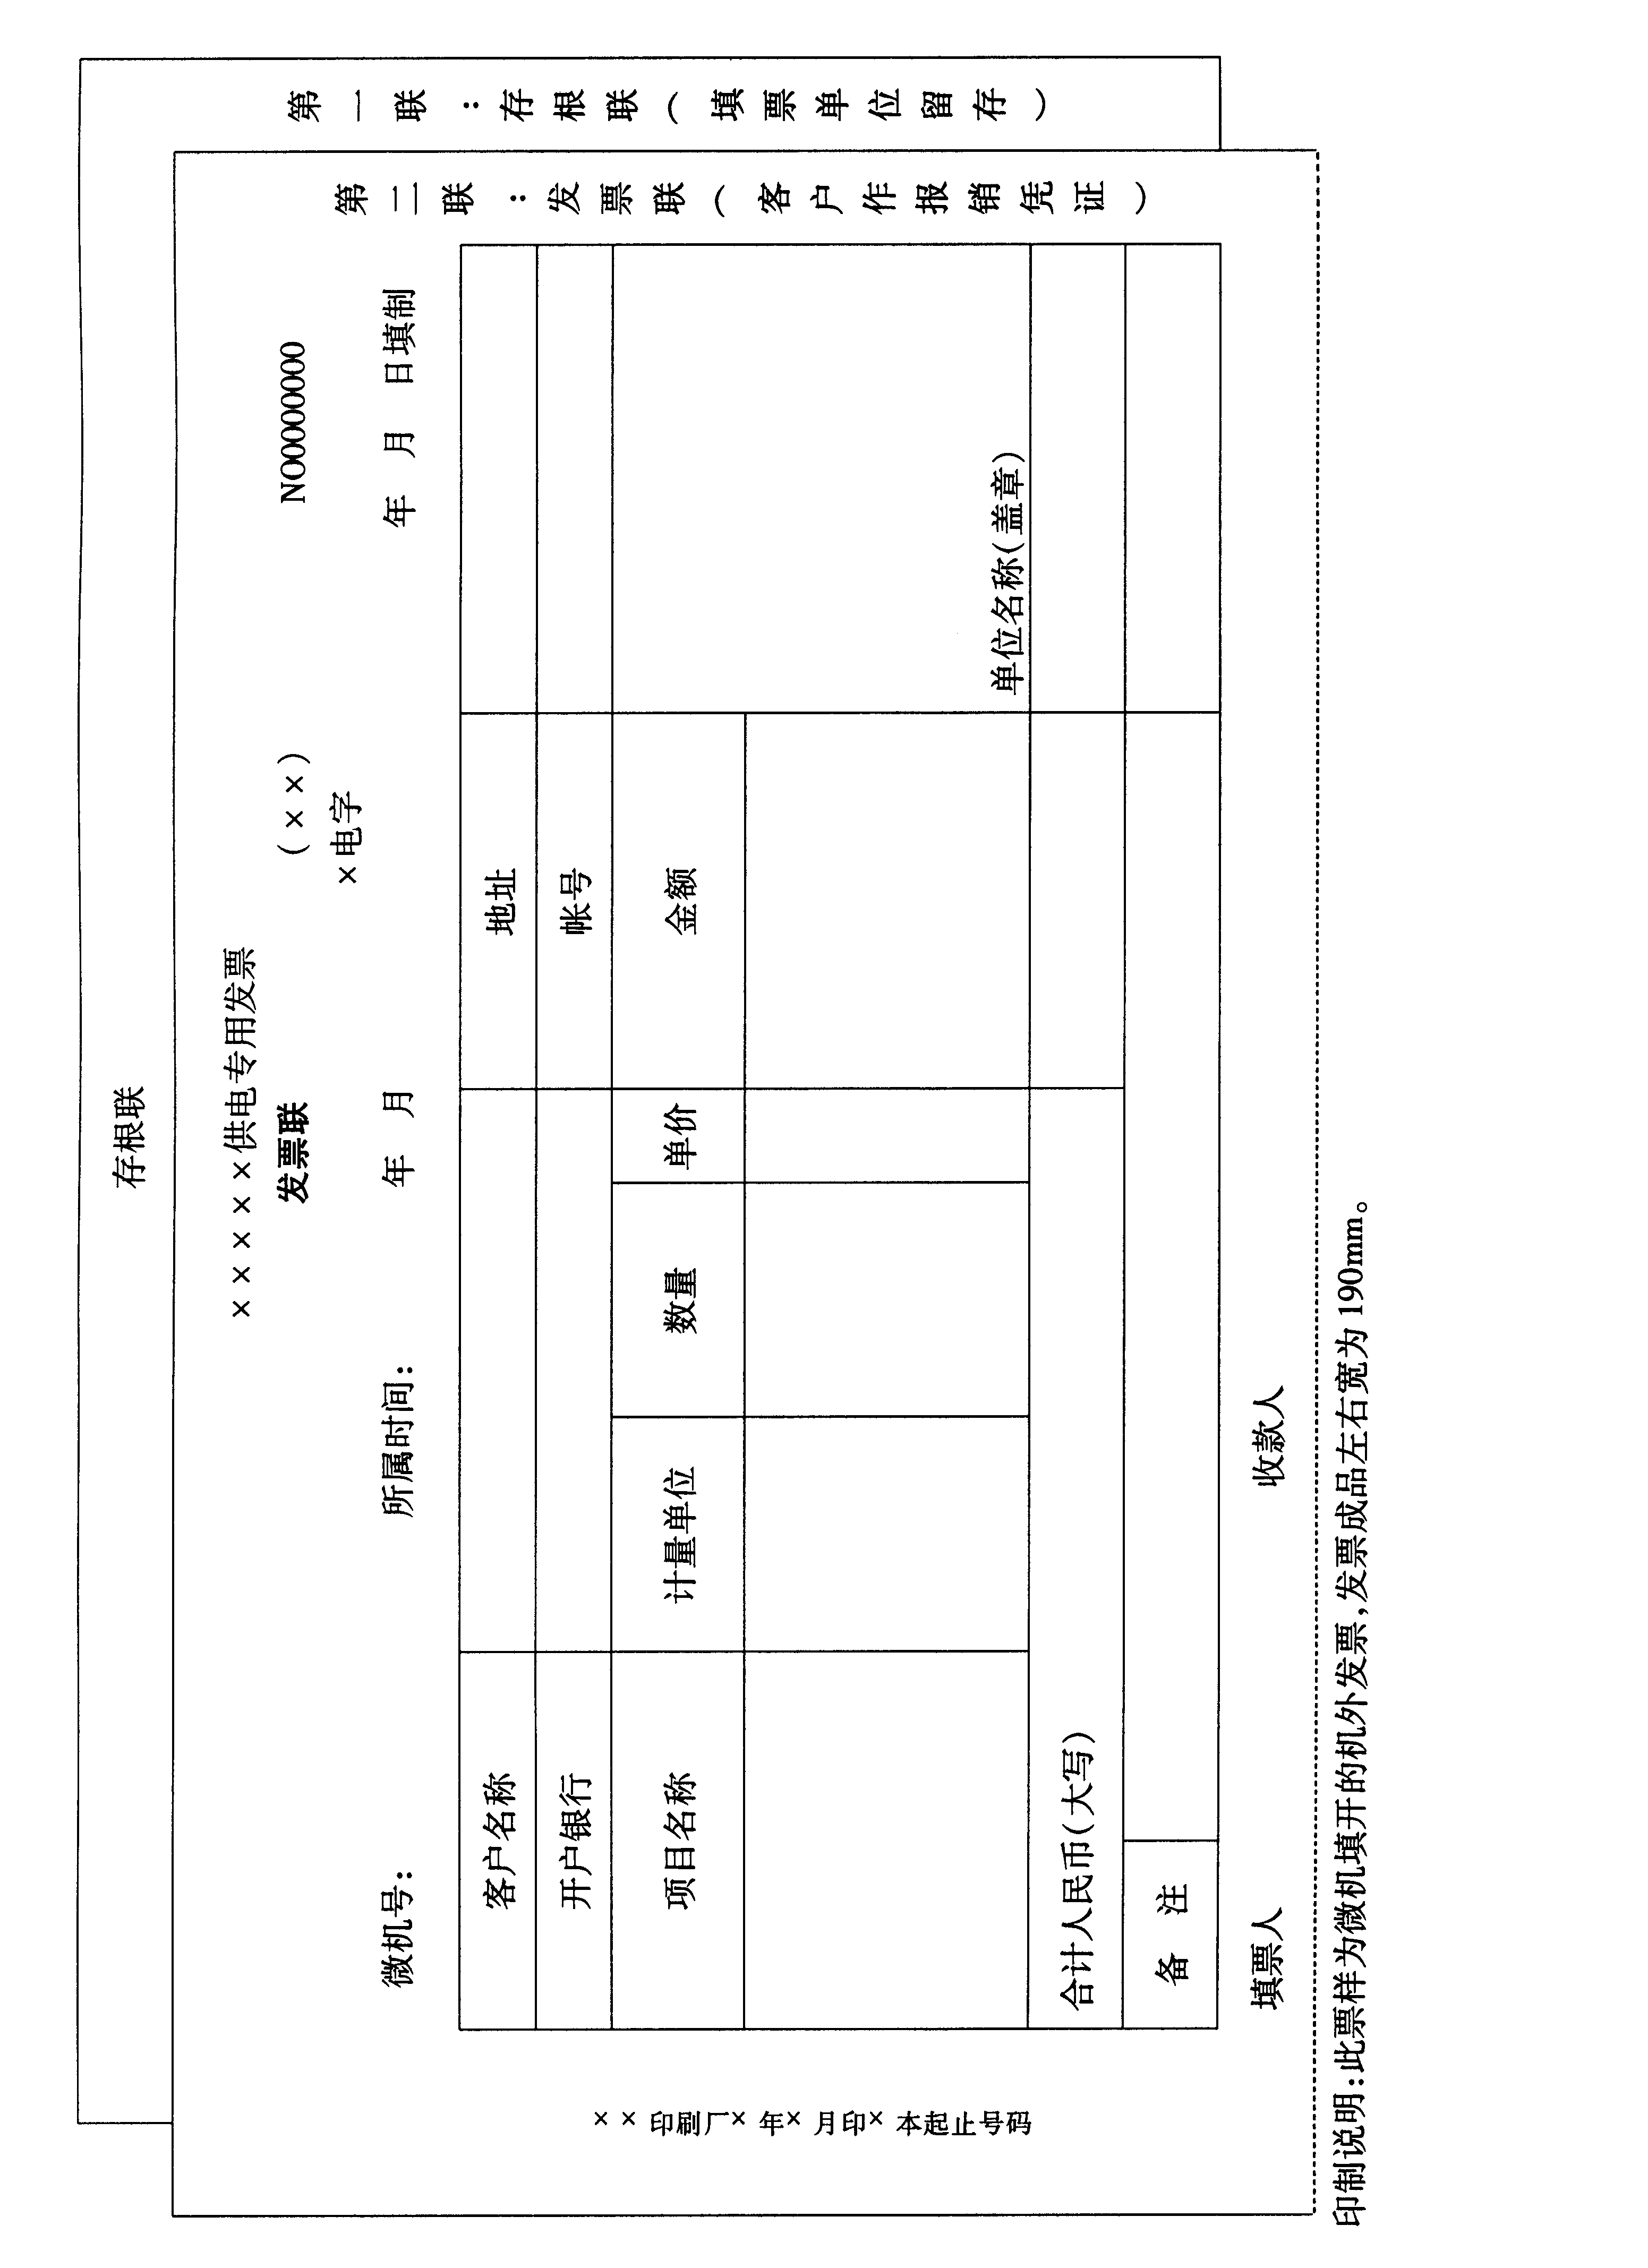 存根联
第一联：存根联（填票单位留存）
×××××供电专用发票
发票联
（××）
×电字
NO0000000
第二联：发票联（客户作报销凭证）
微机号： 所属时间： 年 月 年 月 日填制
客户名称 地址
开户银行 帐号
项目名称 计量单位 数量 单价 金额
单位名称(盖章)
合计人民币(大写)
备 注
填票人 收款人
××印刷厂×年×月印×本起止号码
印制说明：此票样为微机填开的机外发票，发票成品左右宽为190mm。